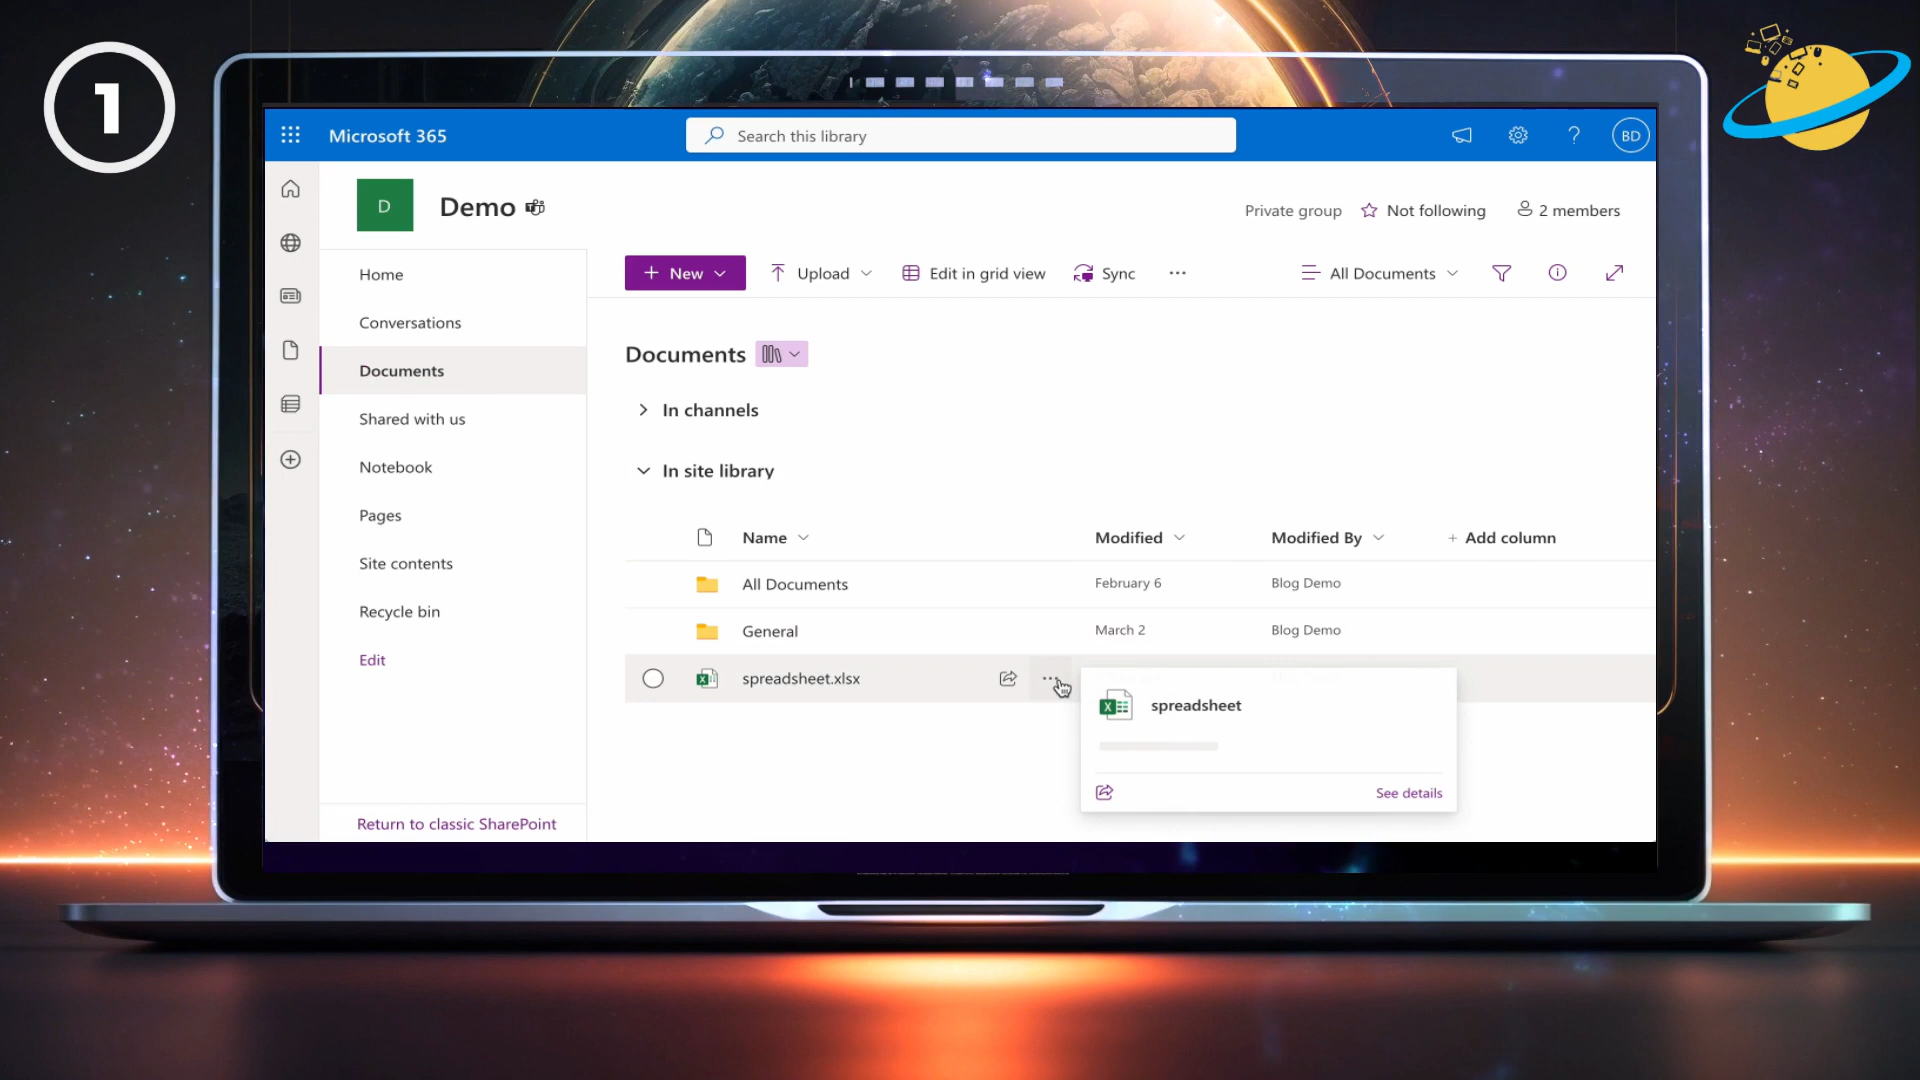 1
Microsoft 365
Search this library
?
BD
D
Demo
Private group
Not following
2 members
Home
Conversations
Documents
Shared with us
Notebook
Pages
Site contents
Recycle bin
Edit
Return to classic SharePoint
+ New
Upload
Edit in grid view
Sync
...
All Documents
Documents
In channels
In site library
Name
Modified
Modified By
+ Add column
All Documents
February 6
Blog Demo
General
March 2
Blog Demo
spreadsheet.xlsx
spreadsheet
See details